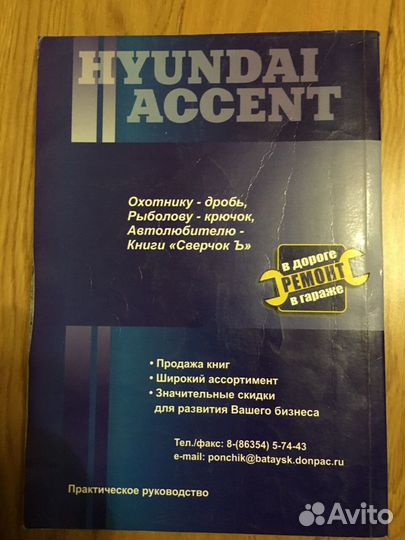 HYUNDAI
ACCENT
Охотнику - дробь,
Рыболову - крючок,
Автолюбителю -
Книги «Сверчок Ъ»
в дороге
РЕМОНТ
в гараже
• Продажа книг
• Широкий ассортимент
• Значительные скидки
для развития Вашего бизнеса
Тел./факс: 8-(86354) 5-74-43
e-mail: ponchik@bataysk.donpac.ru
Практическое руководство
Avito